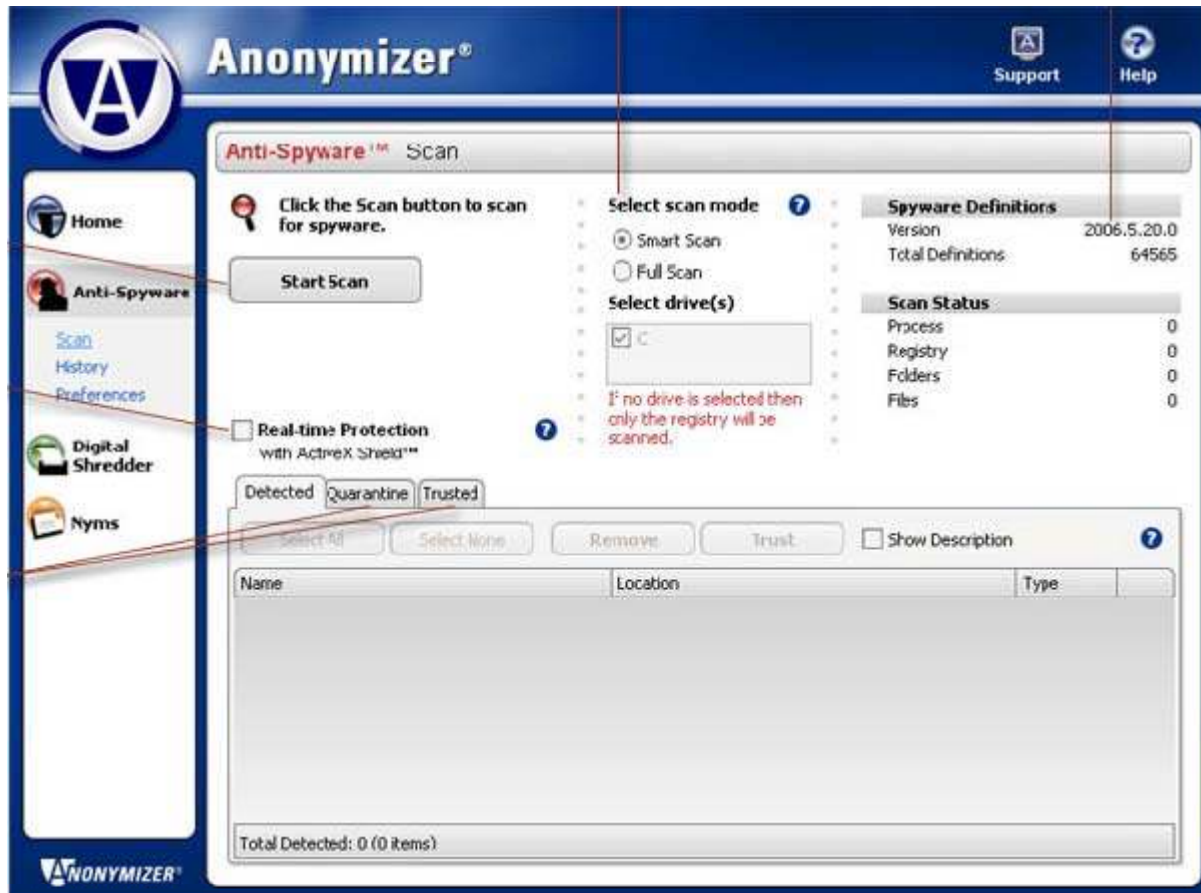 Anonymizer®
Support
Help
Anti-Spyware™ Scan
Home
Anti-Spyware
Scan
History
Preferences
Digital
Shredder
Nyms
Click the Scan button to scan
for spyware.
Start Scan
Real-time Protection
with ActiveX Shield™
Select scan mode
Smart Scan
Full Scan
Select drive(s)
C
If no drive is selected then
only the registry will be
scanned.
Spyware Definitions
Version 2006.5.20.0
Total Definitions 64565
Scan Status
Process 0
Registry 0
Folders 0
Files 0
Detected Quarantine Trusted
Select All Select None Remove Trust Show Description
Name Location Type
Total Detected: 0 (0 items)
ANONYMIZER®